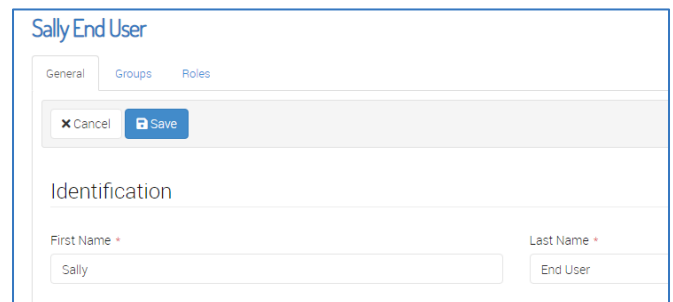 Sally End User
General Groups Roles
Cancel Save
Identification
First Name * Last Name *
Sally End User